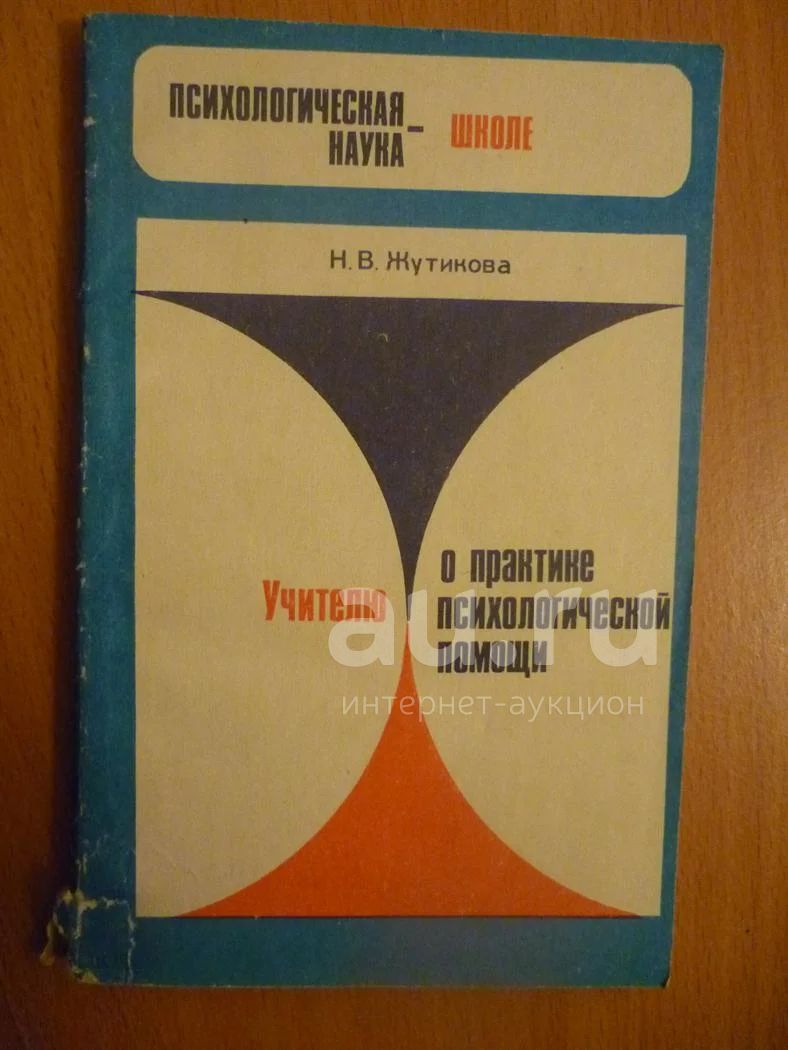 ПСИХОЛОГИЧЕСКАЯ
НАУКА – ШКОЛЕ
Н. В. Жутикова
Учителю
о практике
психологической
помощи
au.ru
интернет-аукцион